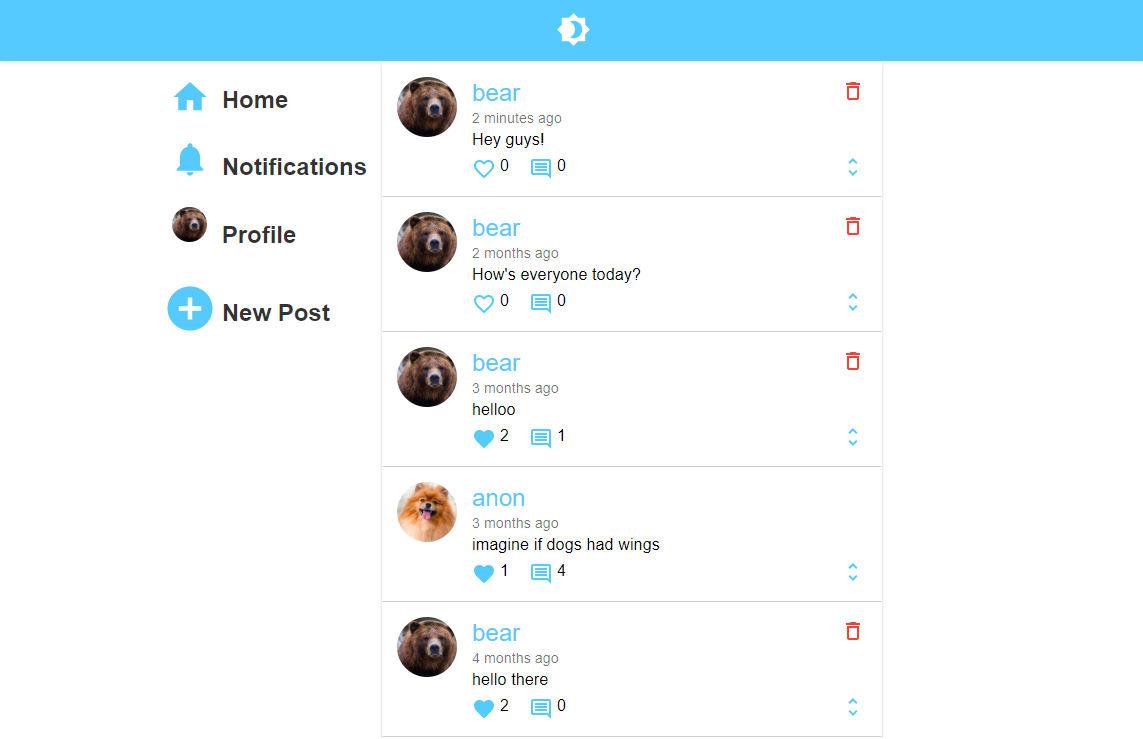 Home
Notifications
Profile
New Post
bear
2 minutes ago
Hey guys!
0 0
bear
2 months ago
How's everyone today?
0 0
bear
3 months ago
helloo
2 1
anon
3 months ago
imagine if dogs had wings
1 4
bear
4 months ago
hello there
2 0